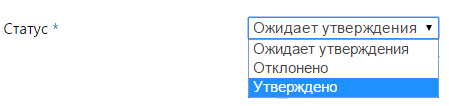 Статус * Ожидает утверждения
Ожидает утверждения
Отклонено
Утверждено